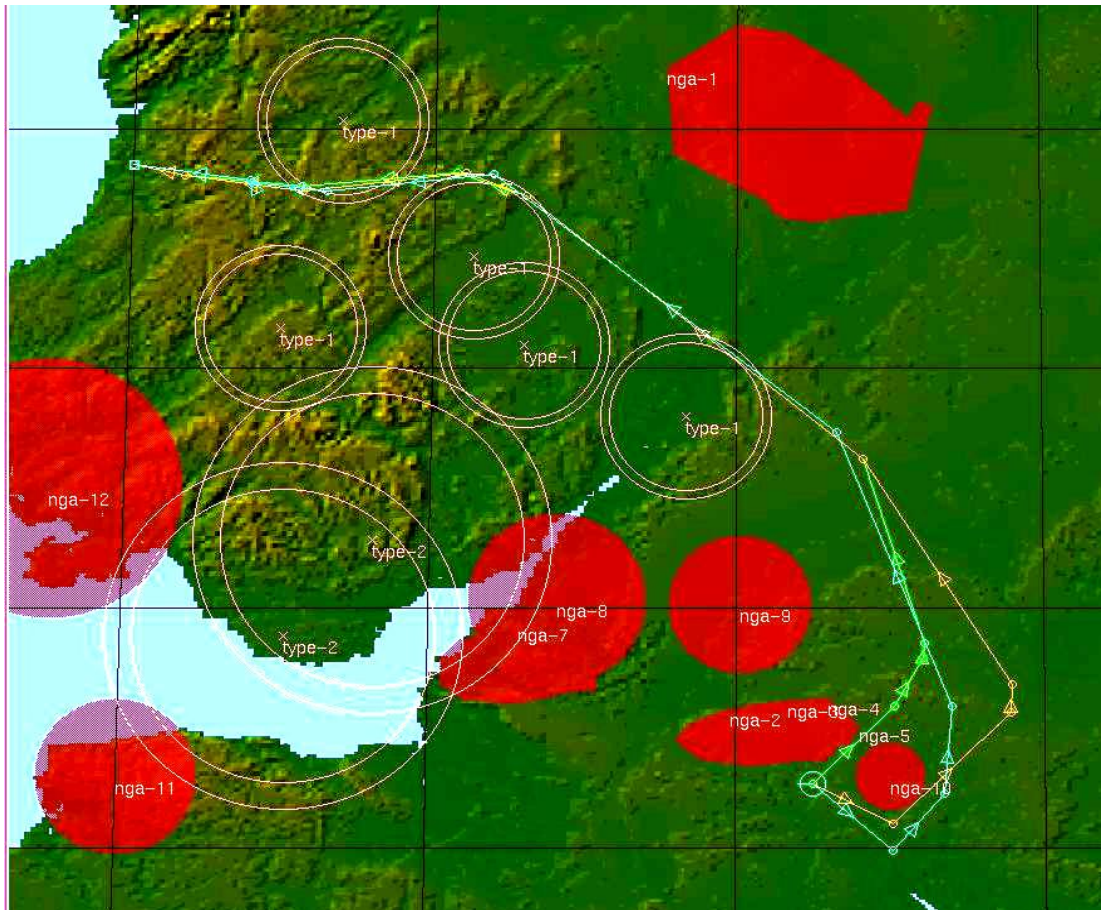 nga-1
type-1
type-1
type-1
type-1
type-1
nga-12
type-2
nga-8
nga-9
nga-7
type-2
nga-3
nga-4
nga-2
nga-5
nga-11
nga-10